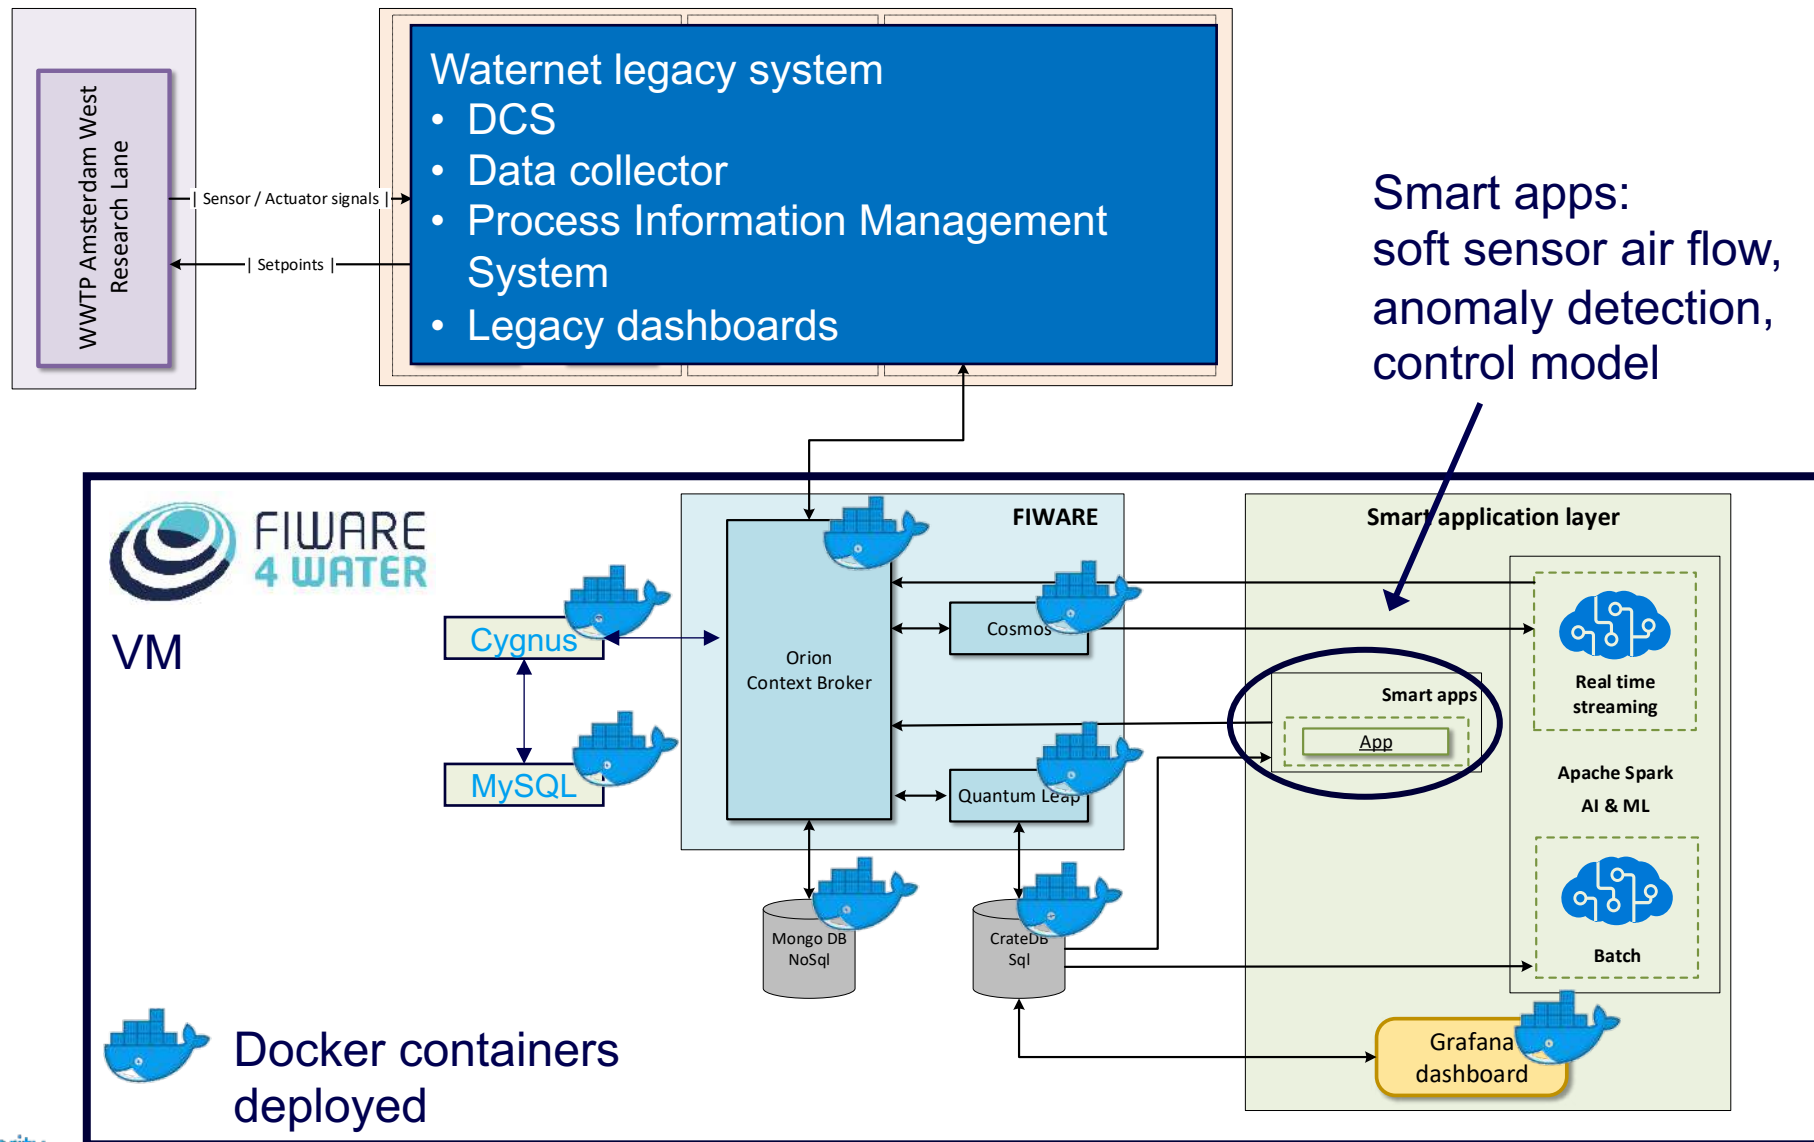 WWTP Amsterdam West
Research Lane
| Sensor / Actuator signals |
| Setpoints |
Waternet legacy system
• DCS
• Data collector
• Process Information Management
System
• Legacy dashboards
Smart apps:
soft sensor air flow,
anomaly detection,
control model
FIWARE
4 WATER
VM
Cygnus
MySQL
FIWARE
Orion
Context Broker
Cosmos
Quantum Leap
Mongo DB
NoSql
CrateDB
Sql
Smart application layer
Smart apps
App
Real time
streaming
Apache Spark
AI & ML
Batch
Grafana
dashboard
Docker containers
deployed